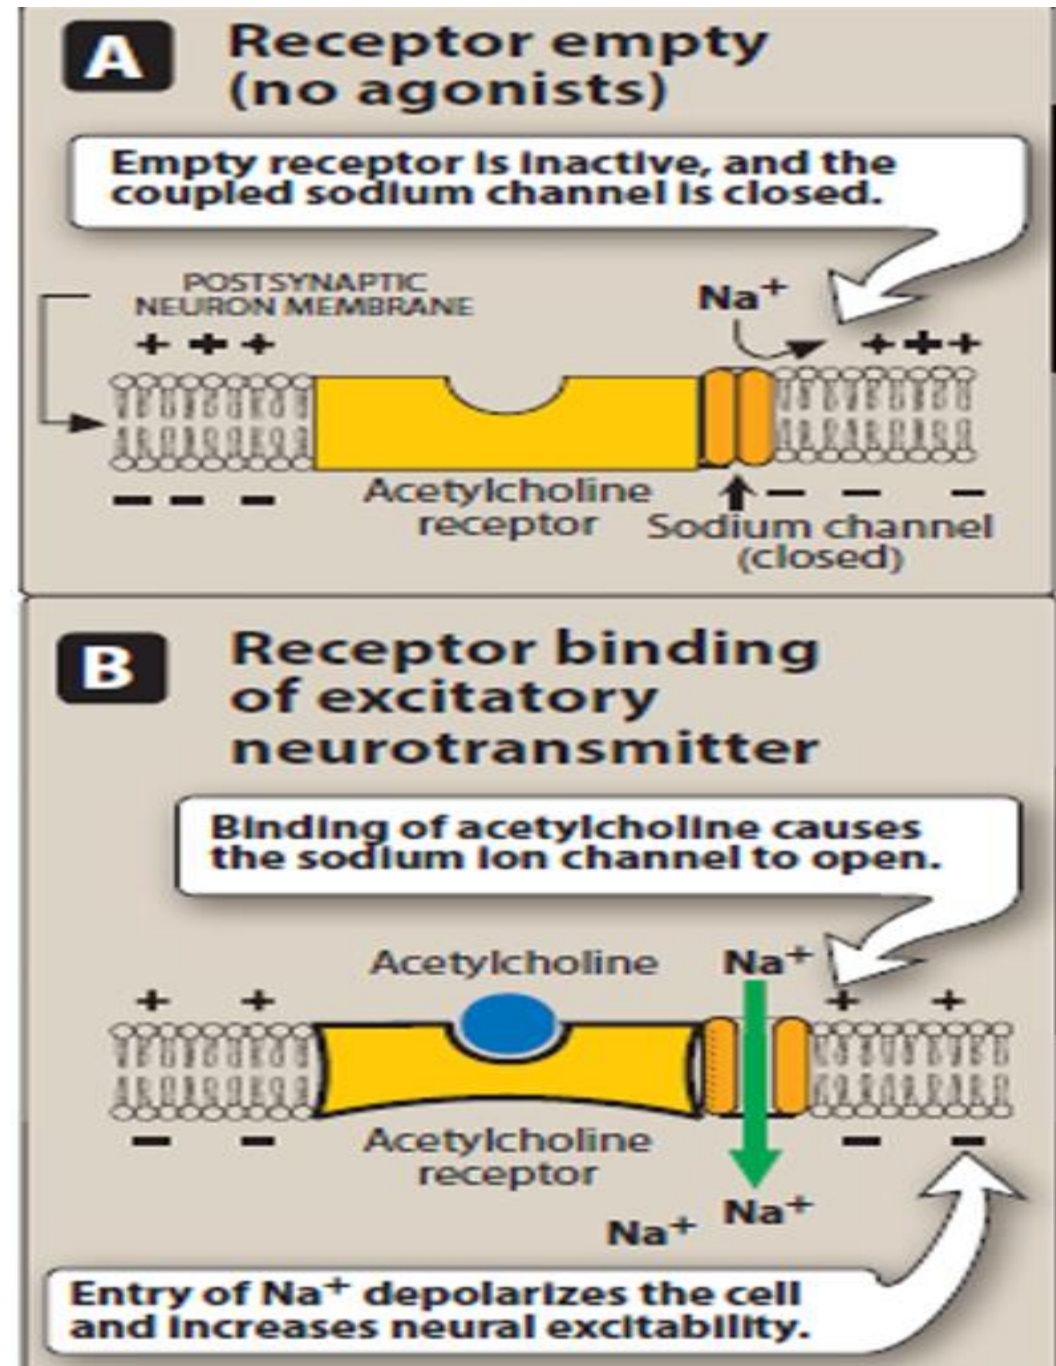 A
Receptor empty
(no agonists)
Empty receptor is inactive, and the
coupled sodium channel is closed.
POSTSYNAPTIC
NEURON MEMBRANE
Na+
+ + +
+ + +
Acetylcholine
receptor
Sodium channel
(closed)
B
Receptor binding
of excitatory
neurotransmitter
Binding of acetylcholine causes
the sodium ion channel to open.
Acetylcholine
Na+
+ +
+ +
Acetylcholine
receptor
Na+
Na+
Entry of Na+ depolarizes the cell
and increases neural excitability.